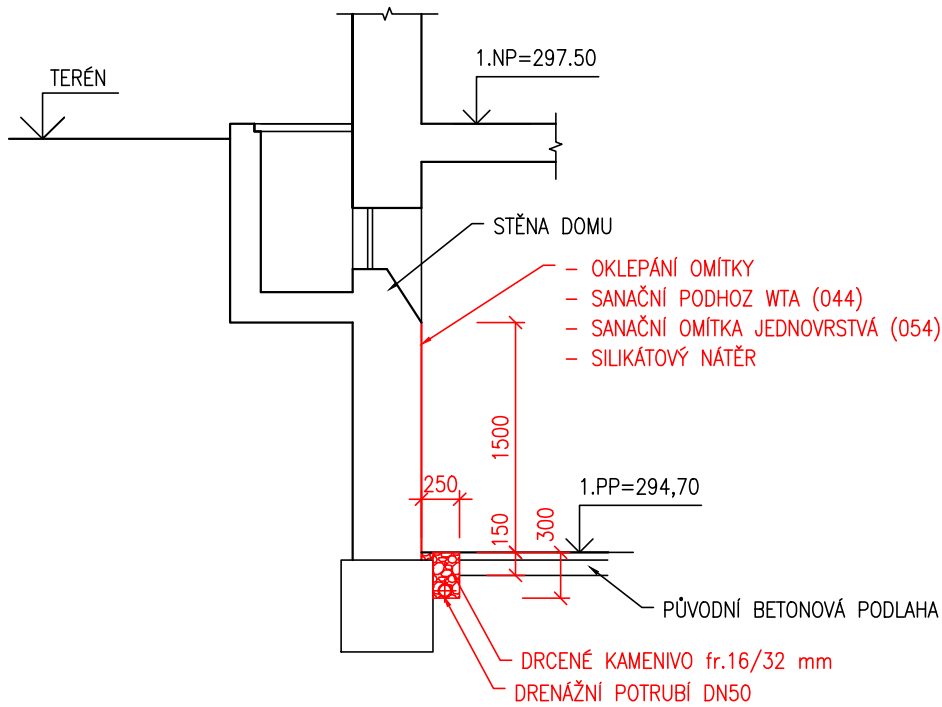 1.NP=297.50
TERÉN
STĚNA DOMU
– OKLEPÁNÍ OMÍTKY
– SANAČNÍ PODHOZ WTA (044)
– SANAČNÍ OMÍTKA JEDNOVRSTVÁ (054)
– SILIKÁTOVÝ NÁTĚR
1500
250
1.PP=294,70
150
300
PŮVODNÍ BETONOVÁ PODLAHA
DRCENÉ KAMENIVO fr.16/32 mm
DRENÁŽNÍ POTRUBÍ DN50